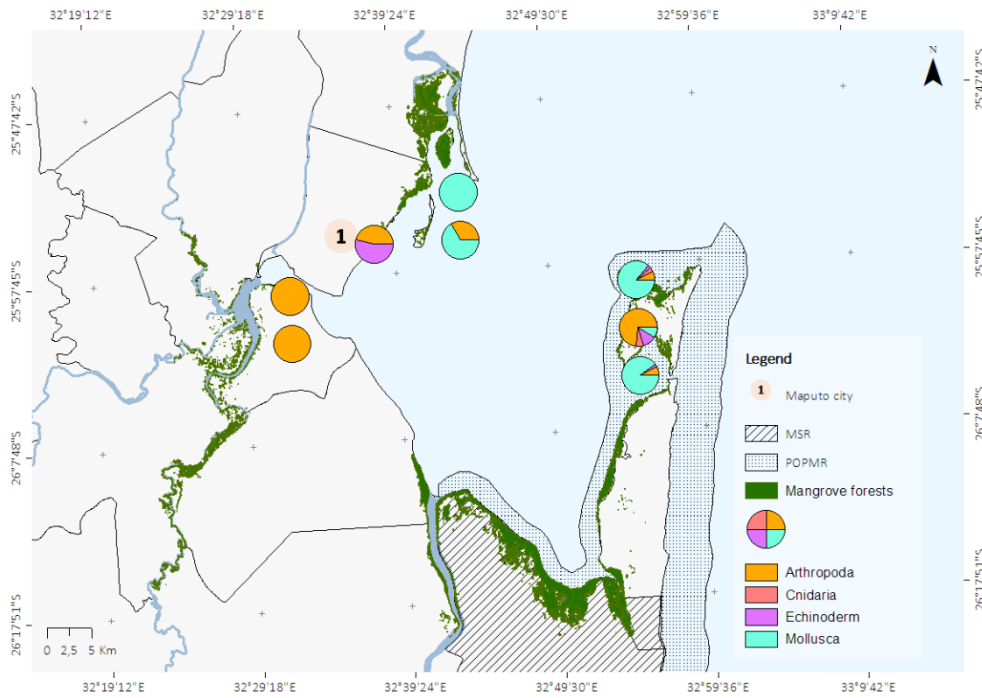 32°19'12"E 32°29'18"E 32°39'24"E 32°49'30"E 32°59'36"E 33°9'42"E
N
25°47'42"S
25°47'42"S
1
25°57'45"S
25°57'45"S
Legend
1 Maputo city
MSR
POPMR
Mangrove forests
Arthropoda
Cnidaria
Echinoderm
Mollusca
26°7'48"S
26°7'48"S
26°17'51"S
26°17'51"S
0 2,5 5 Km
32°19'12"E 32°29'18"E 32°39'24"E 32°49'30"E 32°59'36"E 33°9'42"E